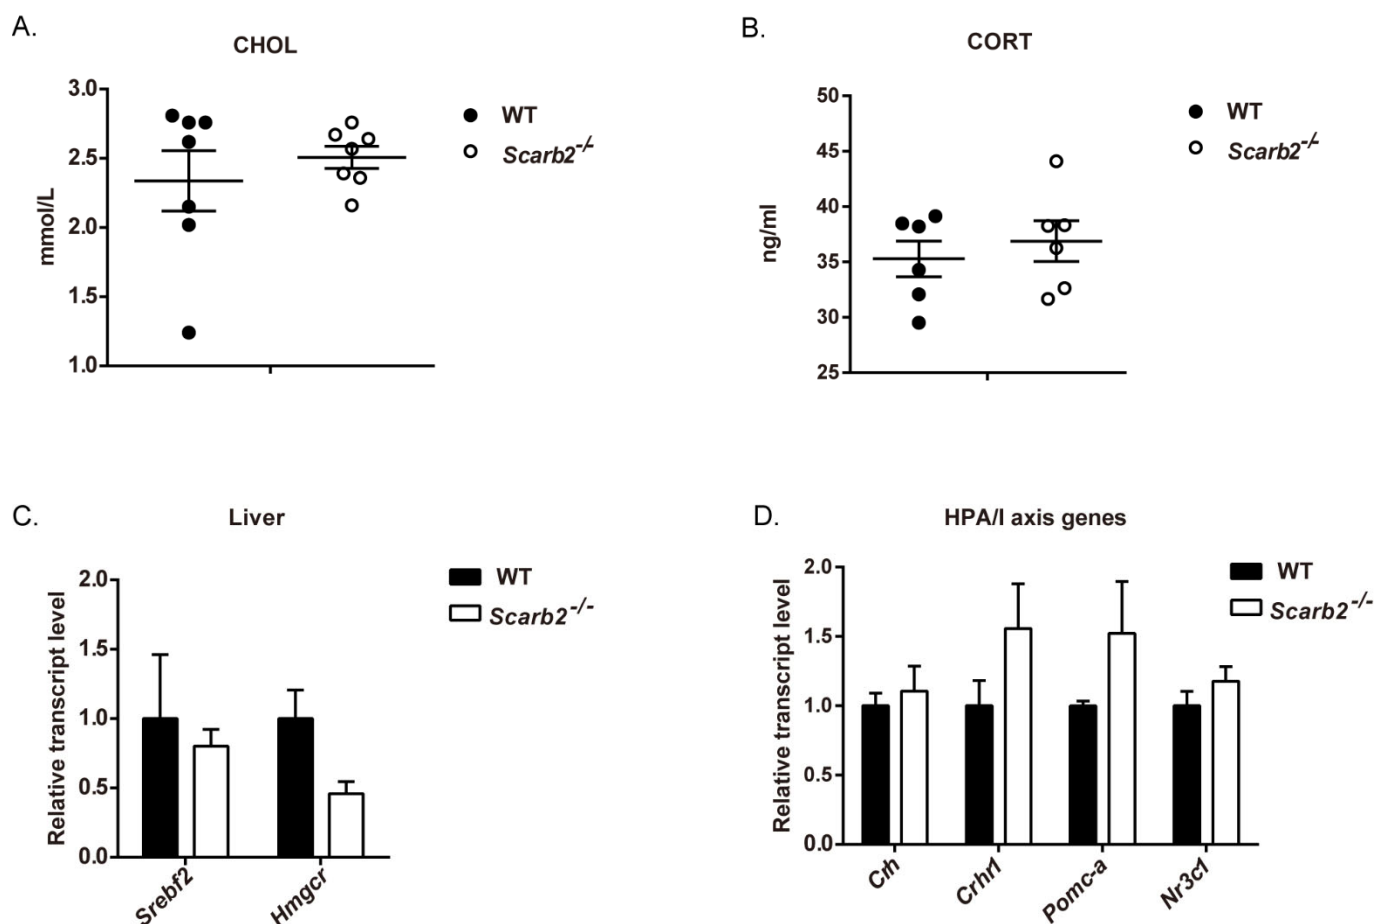 A.
CHOL
3.0
2.5
2.0
1.5
1.0
mmol/L
WT
Scarb2-/-
B.
CORT
50
45
40
35
30
25
ng/ml
WT
Scarb2-/-
C.
Liver
2.0
1.5
1.0
0.5
0.0
Relative transcript level
Srebf2
Hmgcr
WT
Scarb2-/-
D.
HPA/I axis genes
2.0
1.5
1.0
0.5
0.0
Relative transcript level
Crh
Crhr1
Pomc-a
Nr3c1
WT
Scarb2-/-